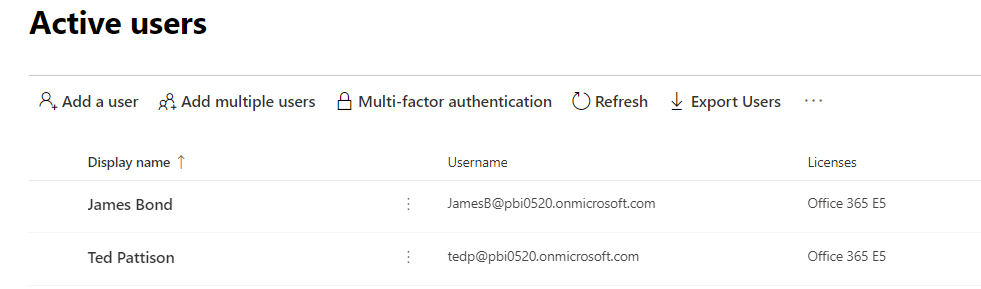 Active users
Add a user Add multiple users Multi-factor authentication Refresh Export Users ···
Display name ↑ Username Licenses
James Bond JamesB@pbi0520.onmicrosoft.com Office 365 E5
Ted Pattison tedp@pbi0520.onmicrosoft.com Office 365 E5